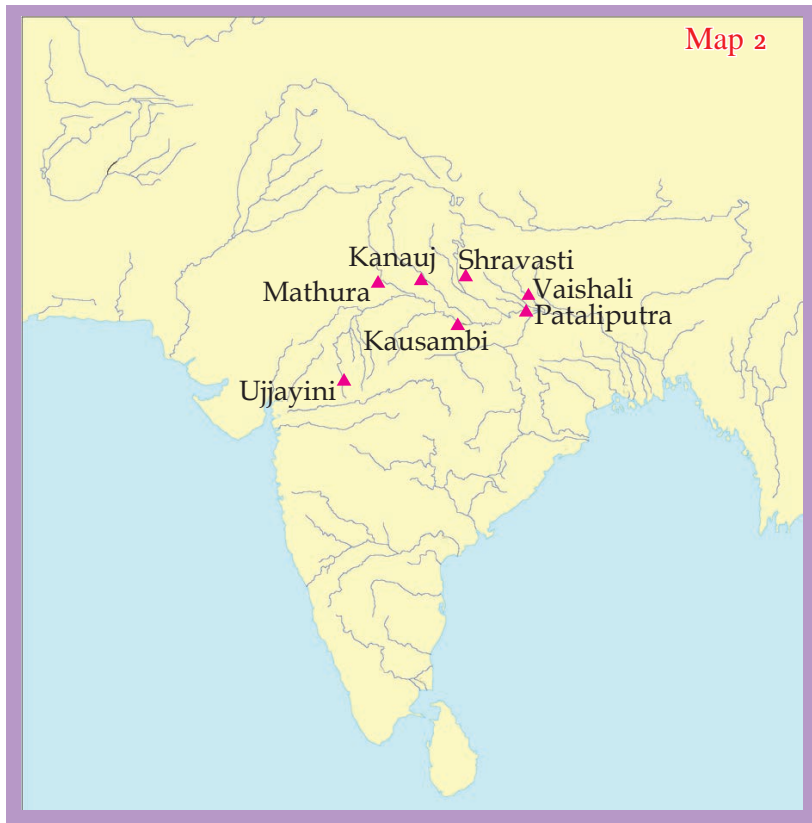 Map 2
Kanauj
Shravasti
Mathura
Vaishali
Pataliputra
Kausambi
Ujjayini